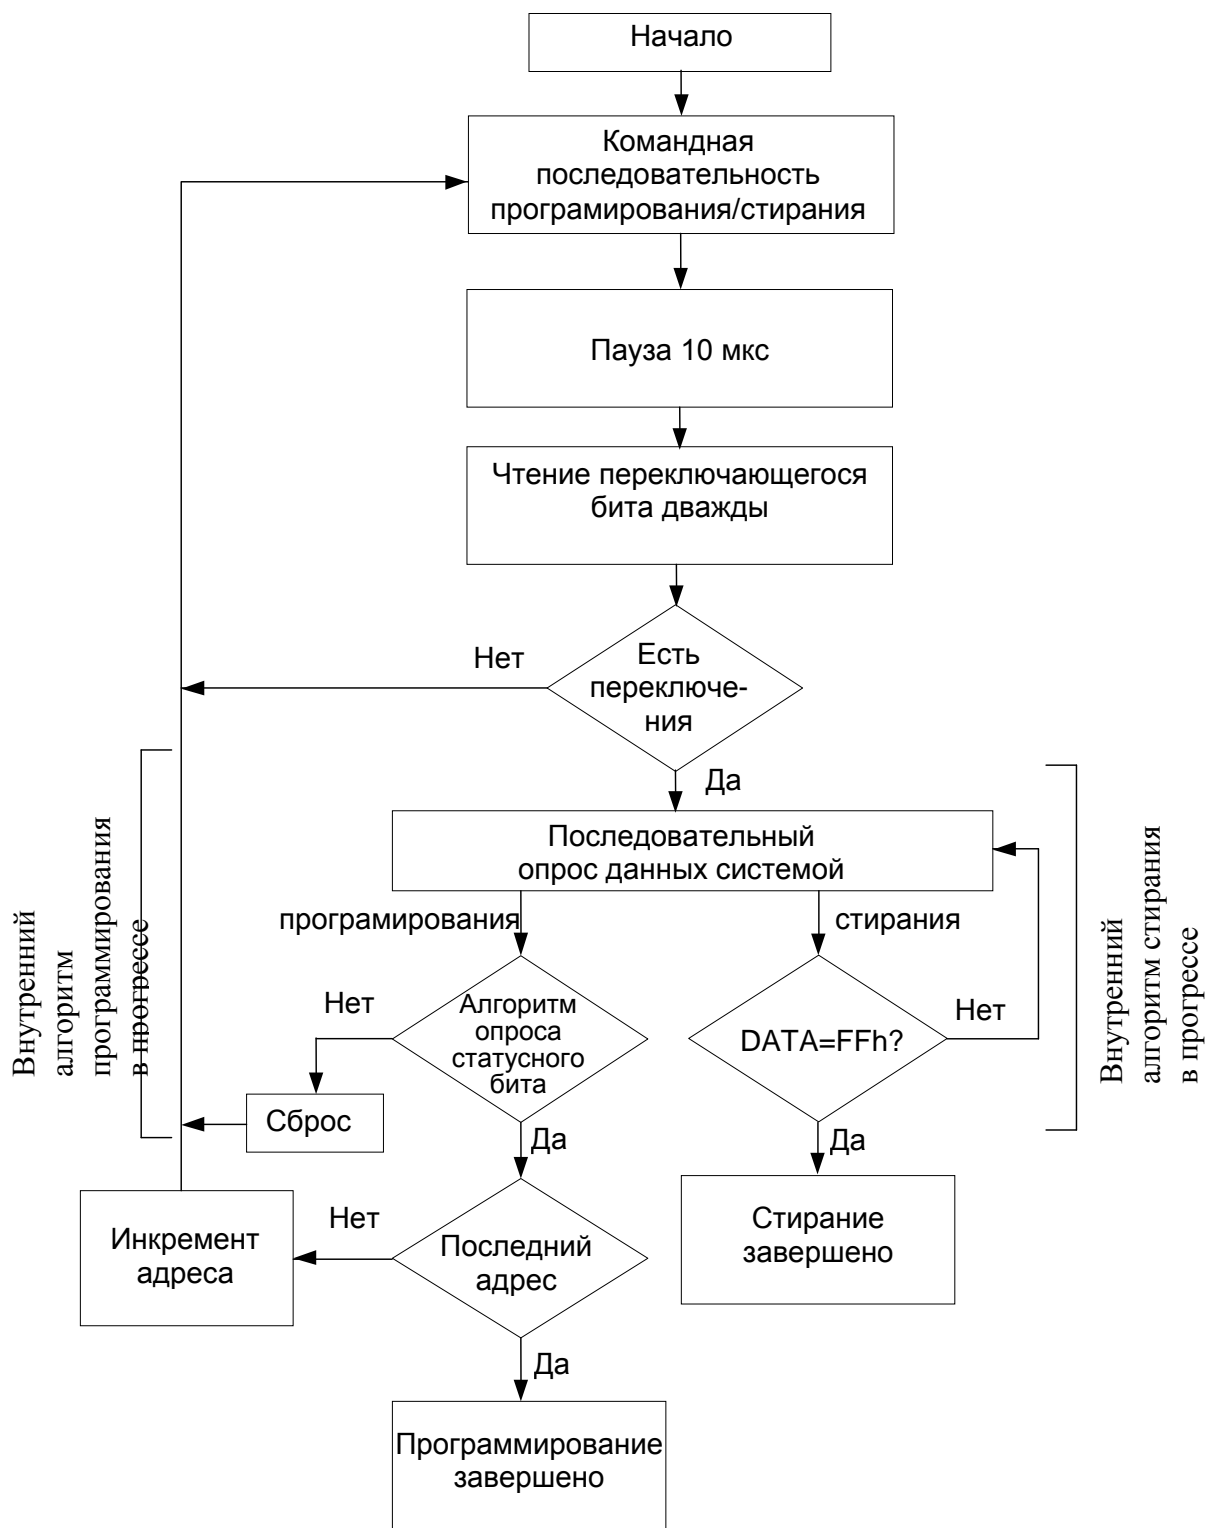 Начало
Командная
последовательность
програмирования/стирания
Пауза 10 мкс
Чтение переключающегося
бита дважды
Нет
Есть
переключе-
ния
Да
Последовательный
опрос данных системой
програмирования
стирания
Внутренний
алгоритм
программирования
в прогрессе
Нет
Алгоритм
опроса
статусного
бита
DATA=FFh?
Нет
Внутренний
алгоритм стирания
в прогрессе
Сброс
Да
Да
Инкремент
адреса
Нет
Последний
адрес
Стирание
завершено
Да
Программирование
завершено